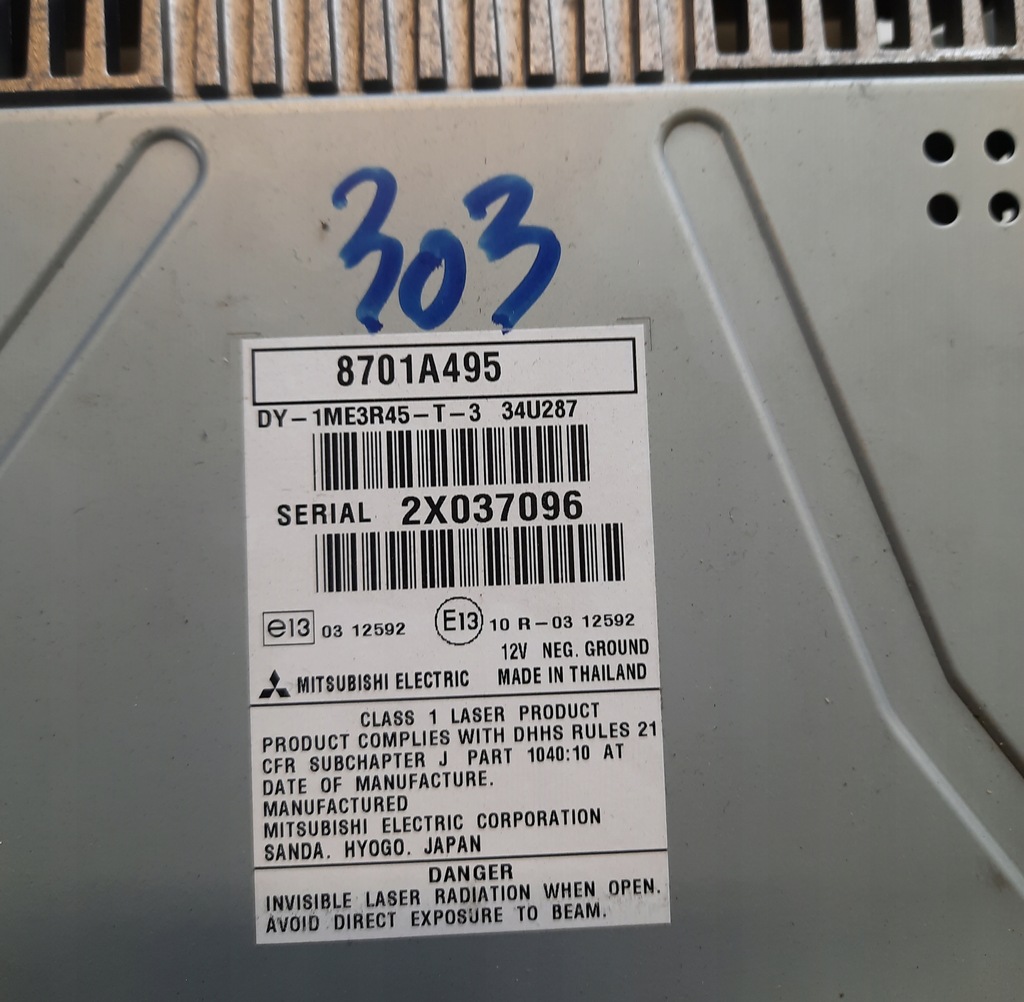 303
8701A495
DY-1ME3R45-T-3 34U287
SERIAL 2X037096
e13 03 12592 E13 10 R-03 12592
12V NEG. GROUND
MITSUBISHI ELECTRIC MADE IN THAILAND
CLASS 1 LASER PRODUCT
PRODUCT COMPLIES WITH DHHS RULES 21
CFR SUBCHAPTER J PART 1040:10 AT
DATE OF MANUFACTURE.
MANUFACTURED
MITSUBISHI ELECTRIC CORPORATION
SANDA. HYOGO. JAPAN
DANGER
INVISIBLE LASER RADIATION WHEN OPEN.
AVOID DIRECT EXPOSURE TO BEAM.